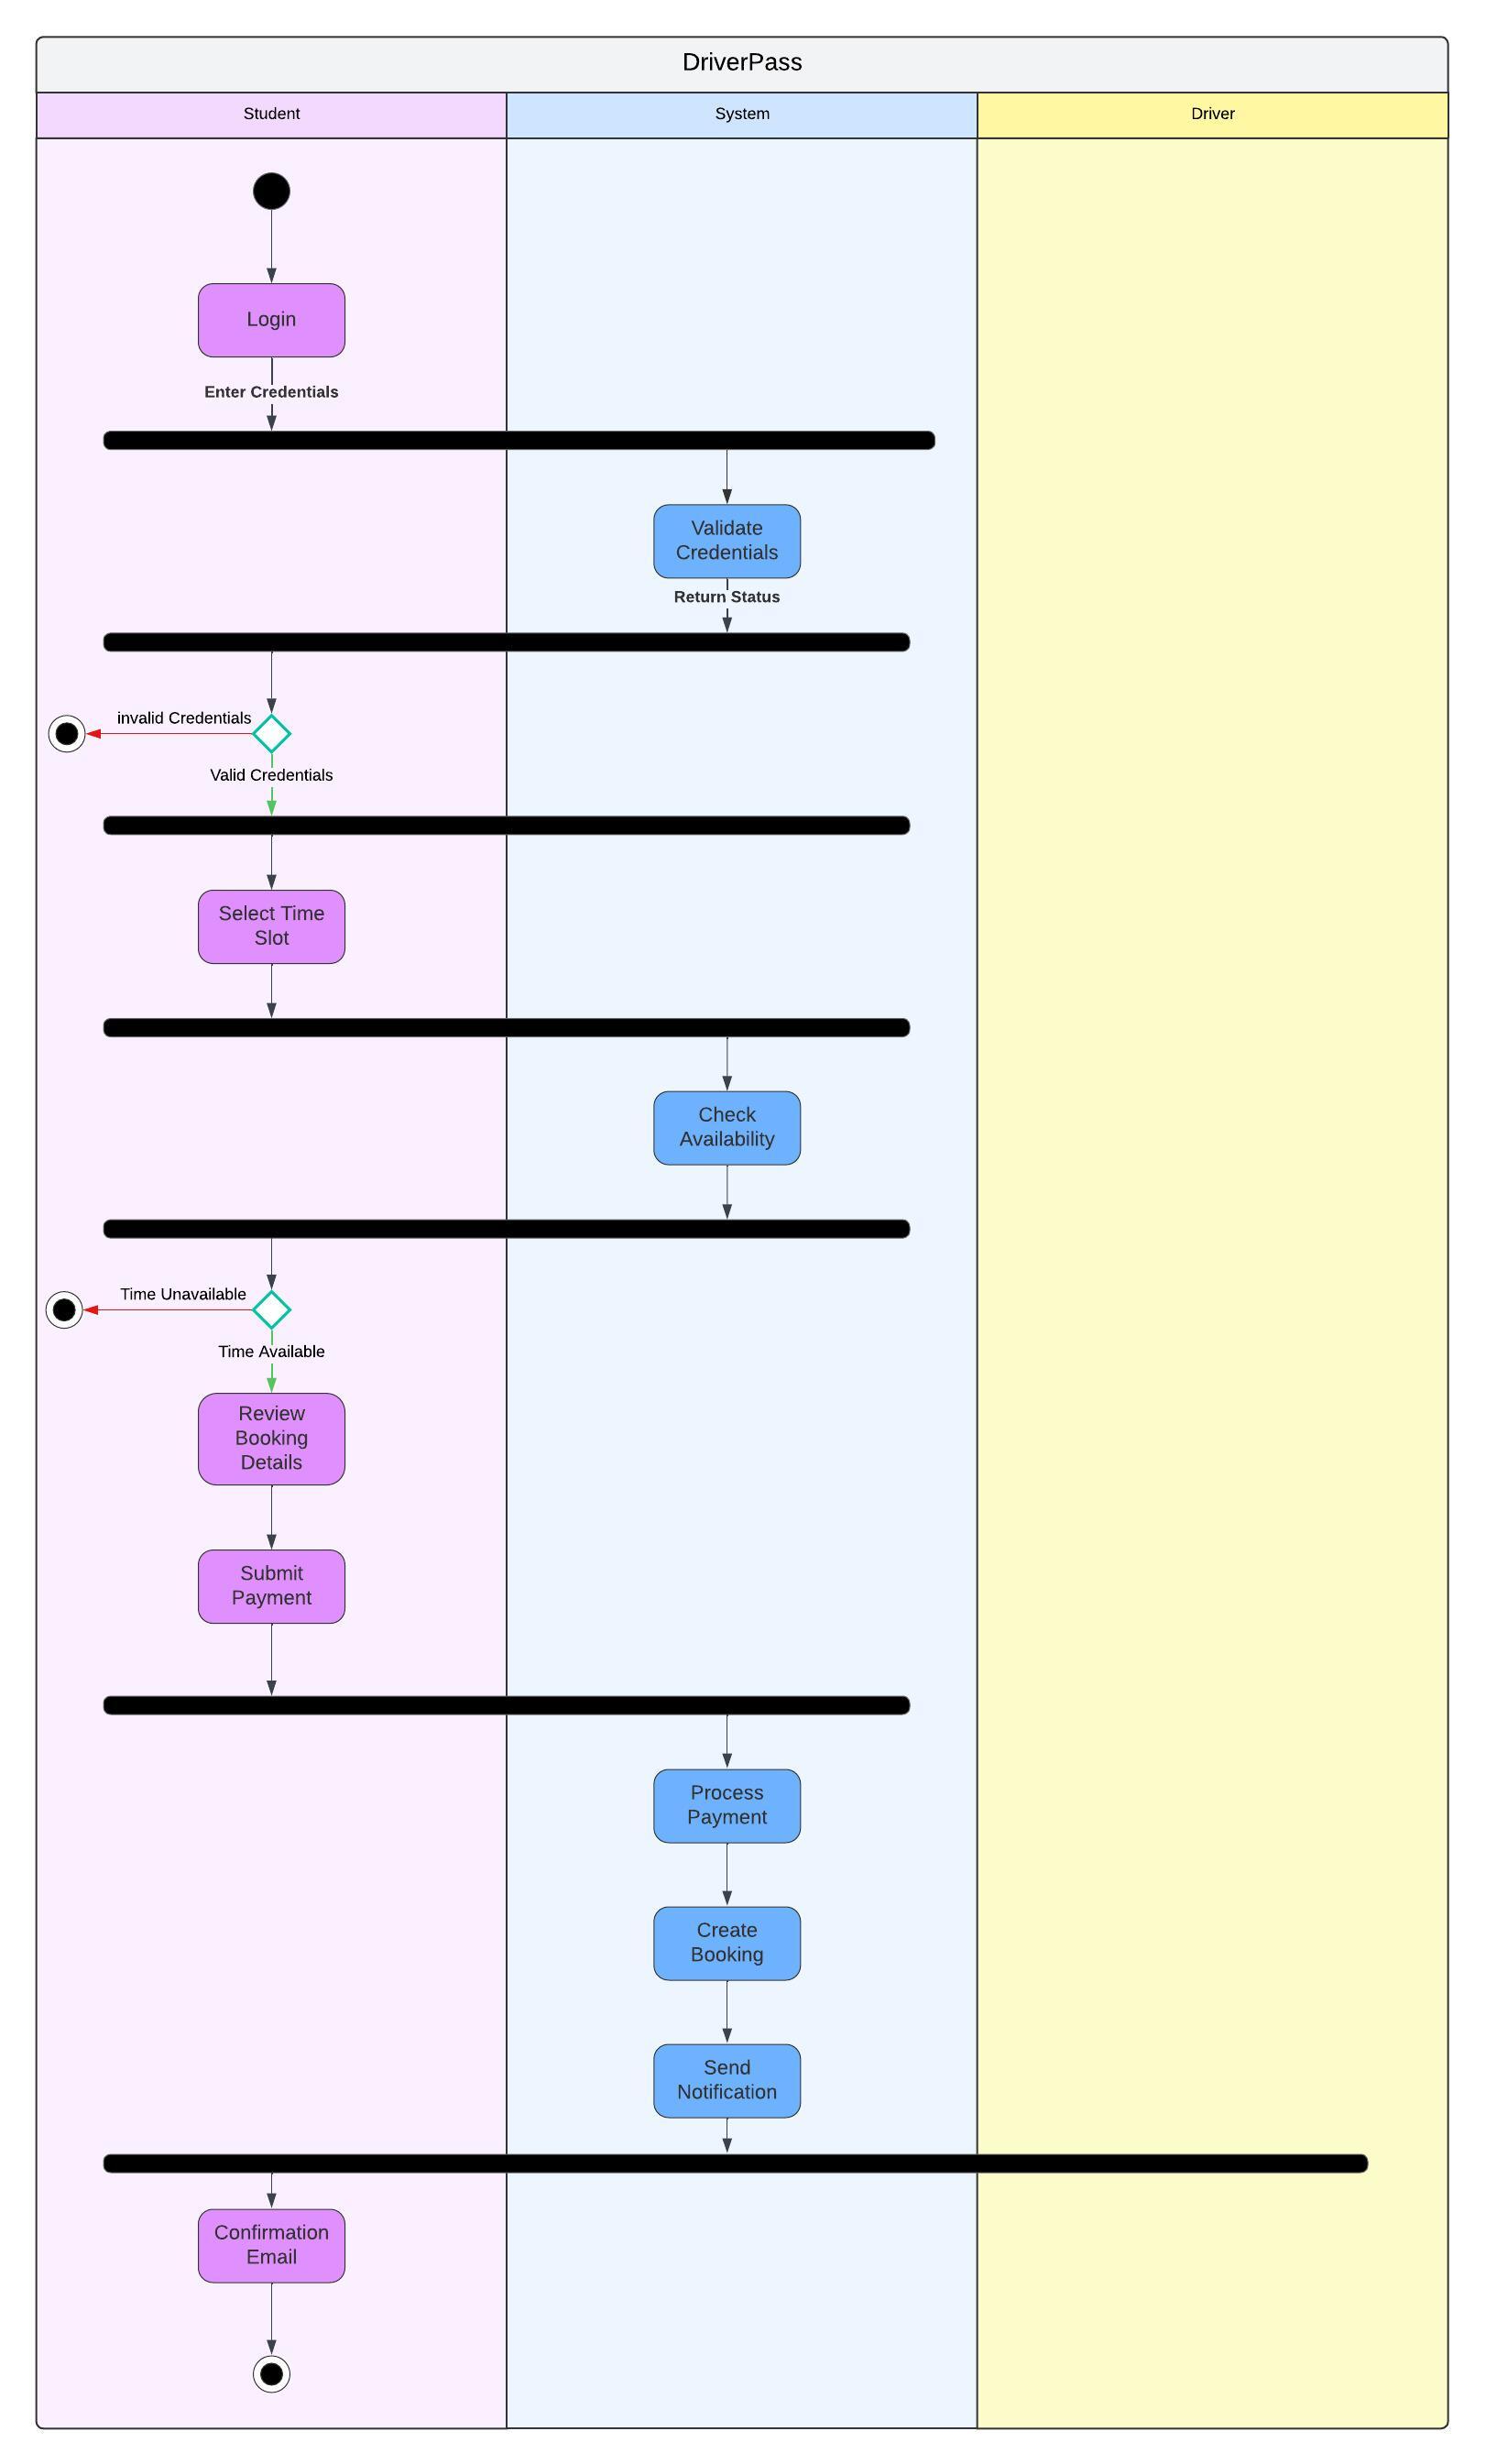 DriverPass
Student
System
Driver
Login
Enter Credentials
Validate
Credentials
Return Status
invalid Credentials
Valid Credentials
Select Time
Slot
Check
Availability
Time Unavailable
Time Available
Review
Booking
Details
Submit
Payment
Process
Payment
Create
Booking
Send
Notification
Confirmation
Email